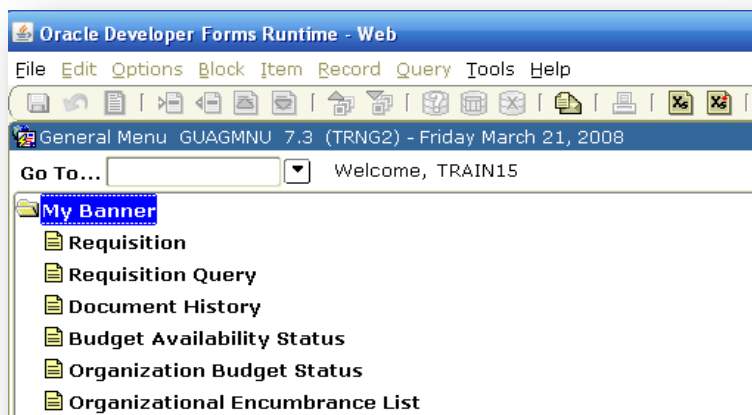 Oracle Developer Forms Runtime - Web
File Edit Options Block Item Record Query Tools Help
General Menu GUAGMNU 7.3 (TRNG2) - Friday March 21, 2008
Go To... Welcome, TRAIN15
My Banner
Requisition
Requisition Query
Document History
Budget Availability Status
Organization Budget Status
Organizational Encumbrance List